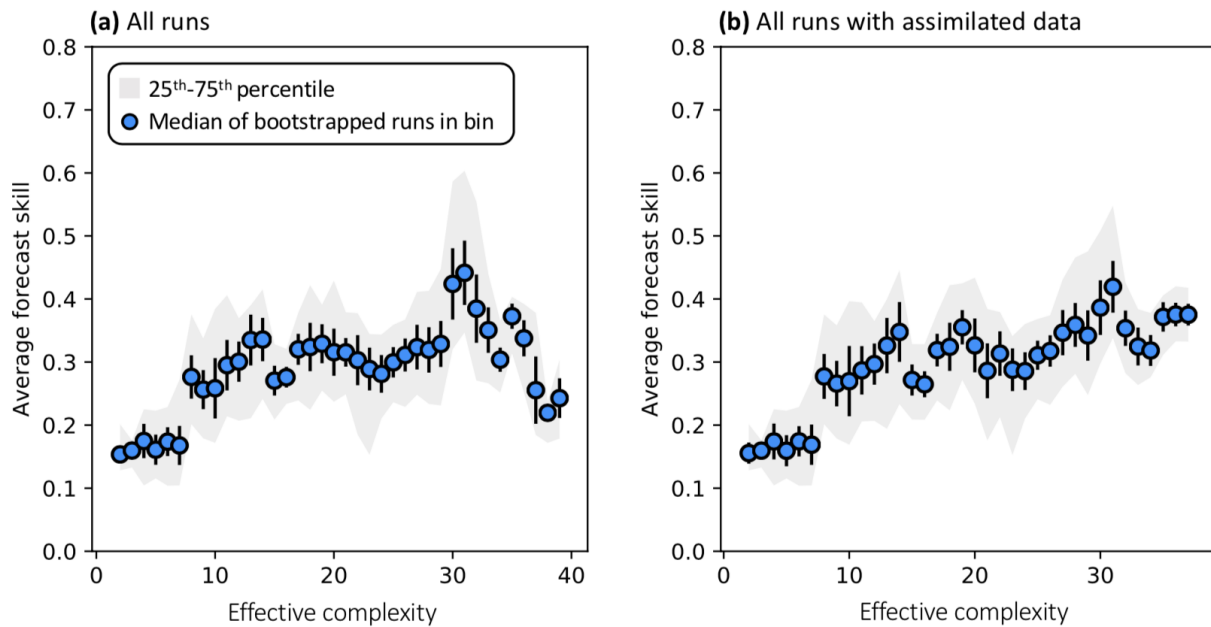 (a) All runs
0.8
0.7
0.6
0.5
0.4
0.3
0.2
0.1
0.0
Average forecast skill
25th-75th percentile
Median of bootstrapped runs in bin
0 10 20 30 40
Effective complexity
(b) All runs with assimilated data
0.8
0.7
0.6
0.5
0.4
0.3
0.2
0.1
0.0
Average forecast skill
0 10 20 30
Effective complexity